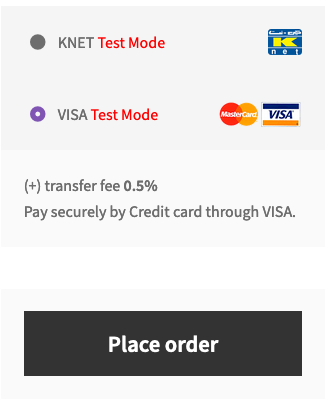 KNET Test Mode
كي نت
K
net
VISA Test Mode
MasterCard
VISA
(+) transfer fee 0.5%
Pay securely by Credit card through VISA.
Place order